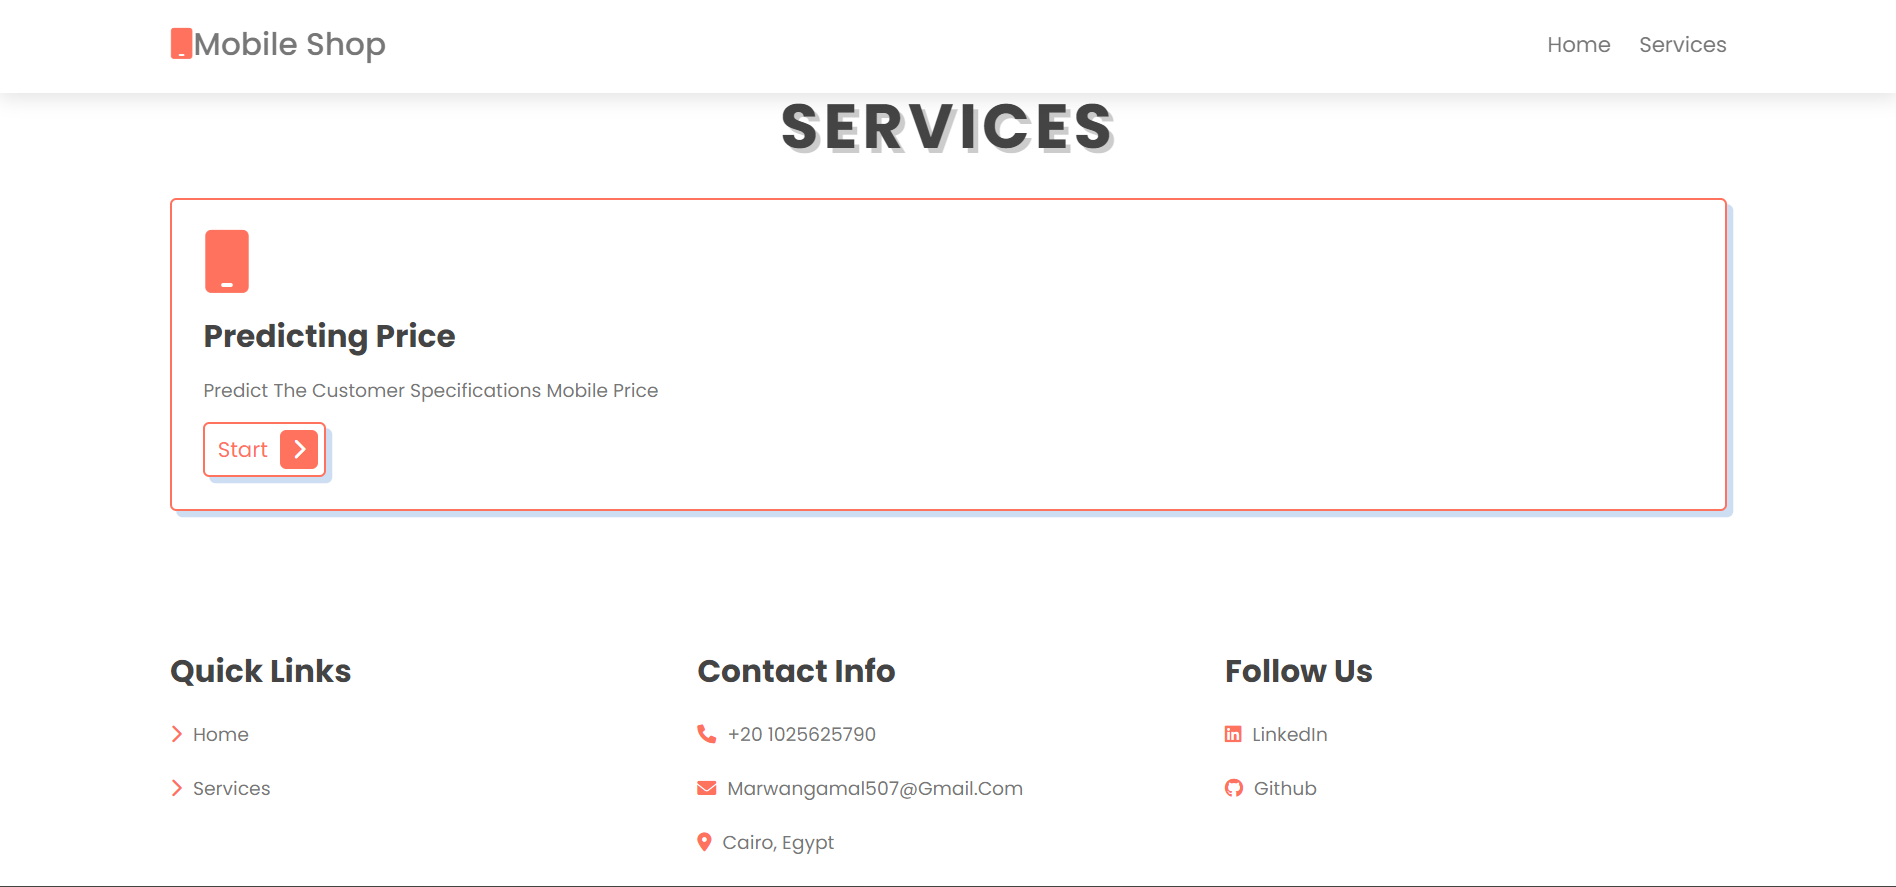 Mobile Shop
Home Services
SERVICES
Predicting Price
Predict The Customer Specifications Mobile Price
Start
Quick Links
Home
Services
Contact Info
+20 1025625790
Marwangamal507@Gmail.Com
Cairo, Egypt
Follow Us
LinkedIn
Github